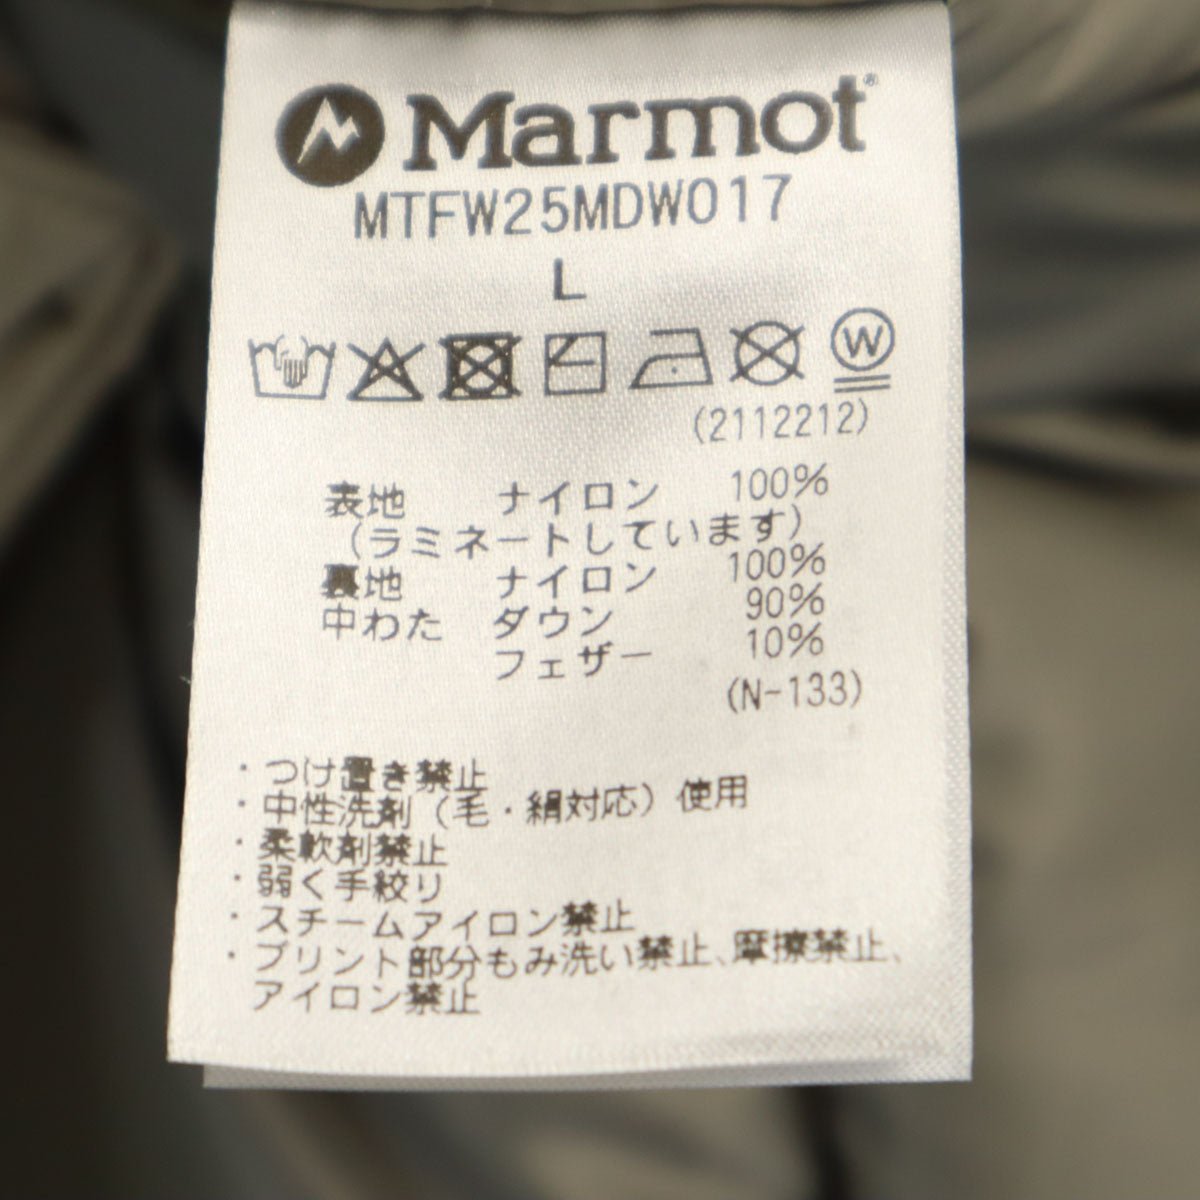 Marmot®
MTFW25MDW017
L
W
(2112212)
表地 ナイロン 100%
(ラミネートしています)
裏地 ナイロン 100%
中わた ダウン 90%
フェザー 10%
(N-133)
・つけ置き禁止
・中性洗剤(毛・絹対応)使用
・柔軟剤禁止
・弱く手絞り
・スチームアイロン禁止
・プリント部分もみ洗い禁止、摩擦禁止、
アイロン禁止